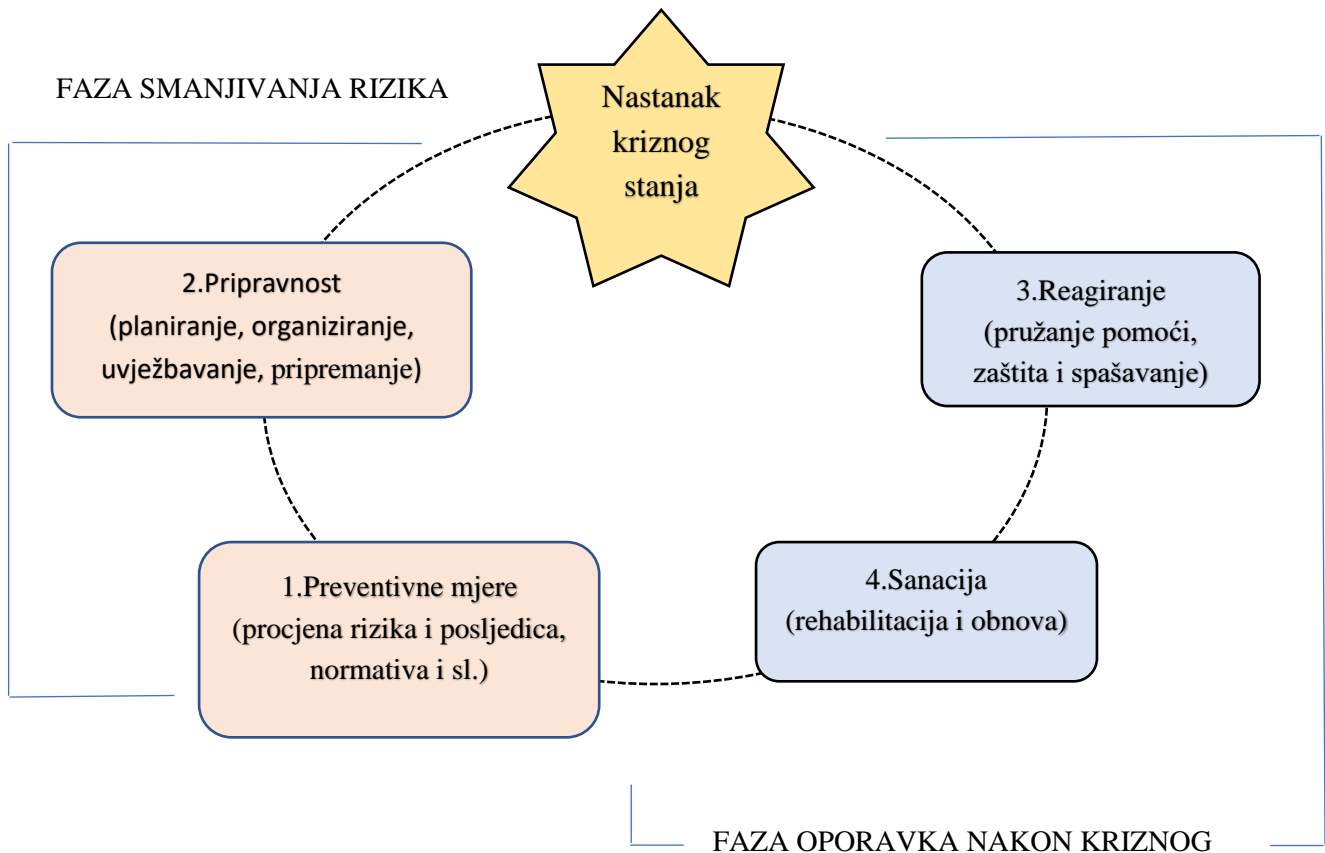 FAZA SMANJIVANJA RIZIKA
Nastanak
kriznog
stanja
2.Pripravnost
(planiranje, organiziranje,
uvježbavanje, pripremanje)
3.Reagiranje
(pružanje pomoći,
zaštita i spašavanje)
1.Preventivne mjere
(procjena rizika i posljedica,
normativa i sl.)
4.Sanacija
(rehabilitacija i obnova)
FAZA OPORAVKA NAKON KRIZNOG